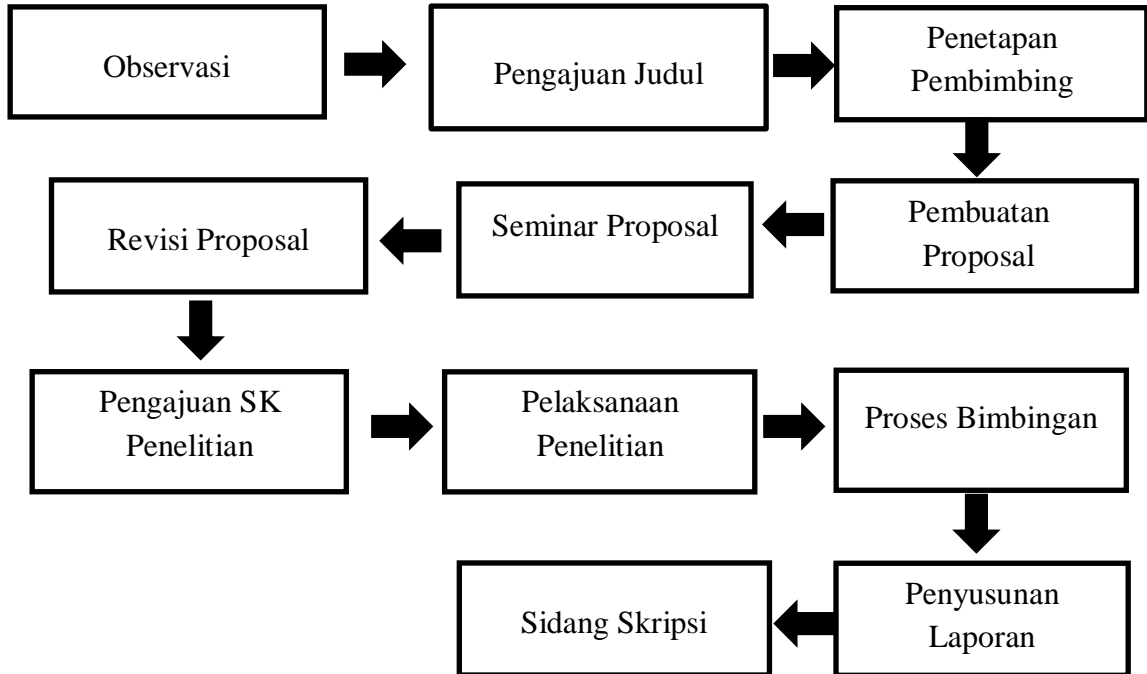 Observasi
Pengajuan Judul
Penetapan
Pembimbing
Pembuatan
Proposal
Seminar Proposal
Revisi Proposal
Pengajuan SK
Penelitian
Pelaksanaan
Penelitian
Proses Bimbingan
Penyusunan
Laporan
Sidang Skripsi